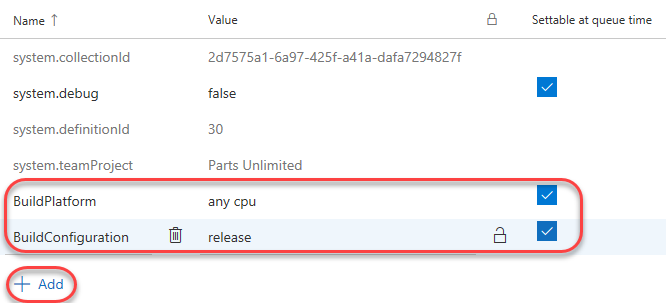 Name ↑ Value Settable at queue time
system.collectionId 2d7575a1-6a97-425f-a41a-dafa7294827f
system.debug false
system.definitionId 30
system.teamProject Parts Unlimited
BuildPlatform any cpu
BuildConfiguration release
+ Add